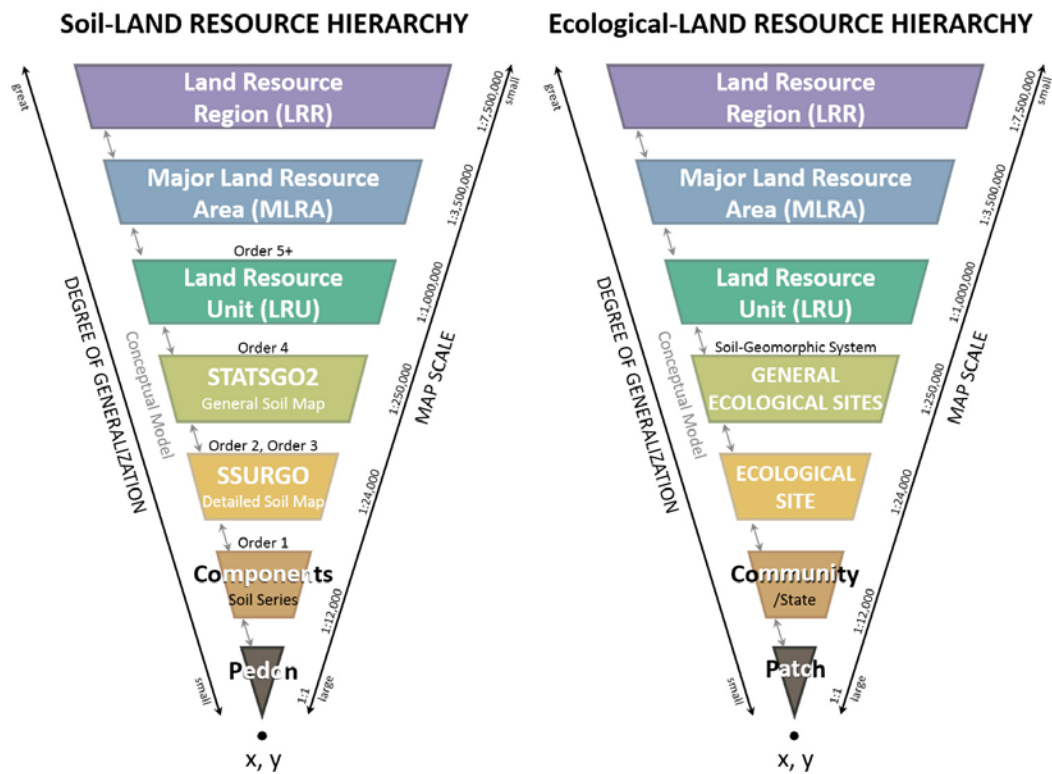 Soil-LAND RESOURCE HIERARCHY
great
small
1:7,500,000
Land Resource
Region (LRR)
Major Land Resource
Area (MLRA)
1:3,500,000
Order 5+
Land Resource
Unit (LRU)
1:1,000,000
DEGREE OF GENERALIZATION
Conceptual Model
MAP SCALE
Order 4
STATSGO2
General Soil Map
1:250,000
Order 2, Order 3
SSURGO
Detailed Soil Map
1:24,000
Order 1
Components
Soil Series
1:12,000
Pedon
small
1:1
large
x, y
Ecological-LAND RESOURCE HIERARCHY
great
small
1:7,500,000
Land Resource
Region (LRR)
Major Land Resource
Area (MLRA)
1:3,500,000
Land Resource
Unit (LRU)
1:1,000,000
DEGREE OF GENERALIZATION
Conceptual Model
MAP SCALE
Soil-Geomorphic System
GENERAL
ECOLOGICAL SITES
1:250,000
ECOLOGICAL
SITE
1:24,000
Community
/State
1:12,000
Patch
small
1:1
large
x, y